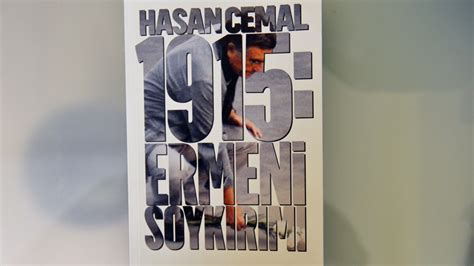 HASAN CEMAL
1915:
ERMENİ
SOYKIRIMI